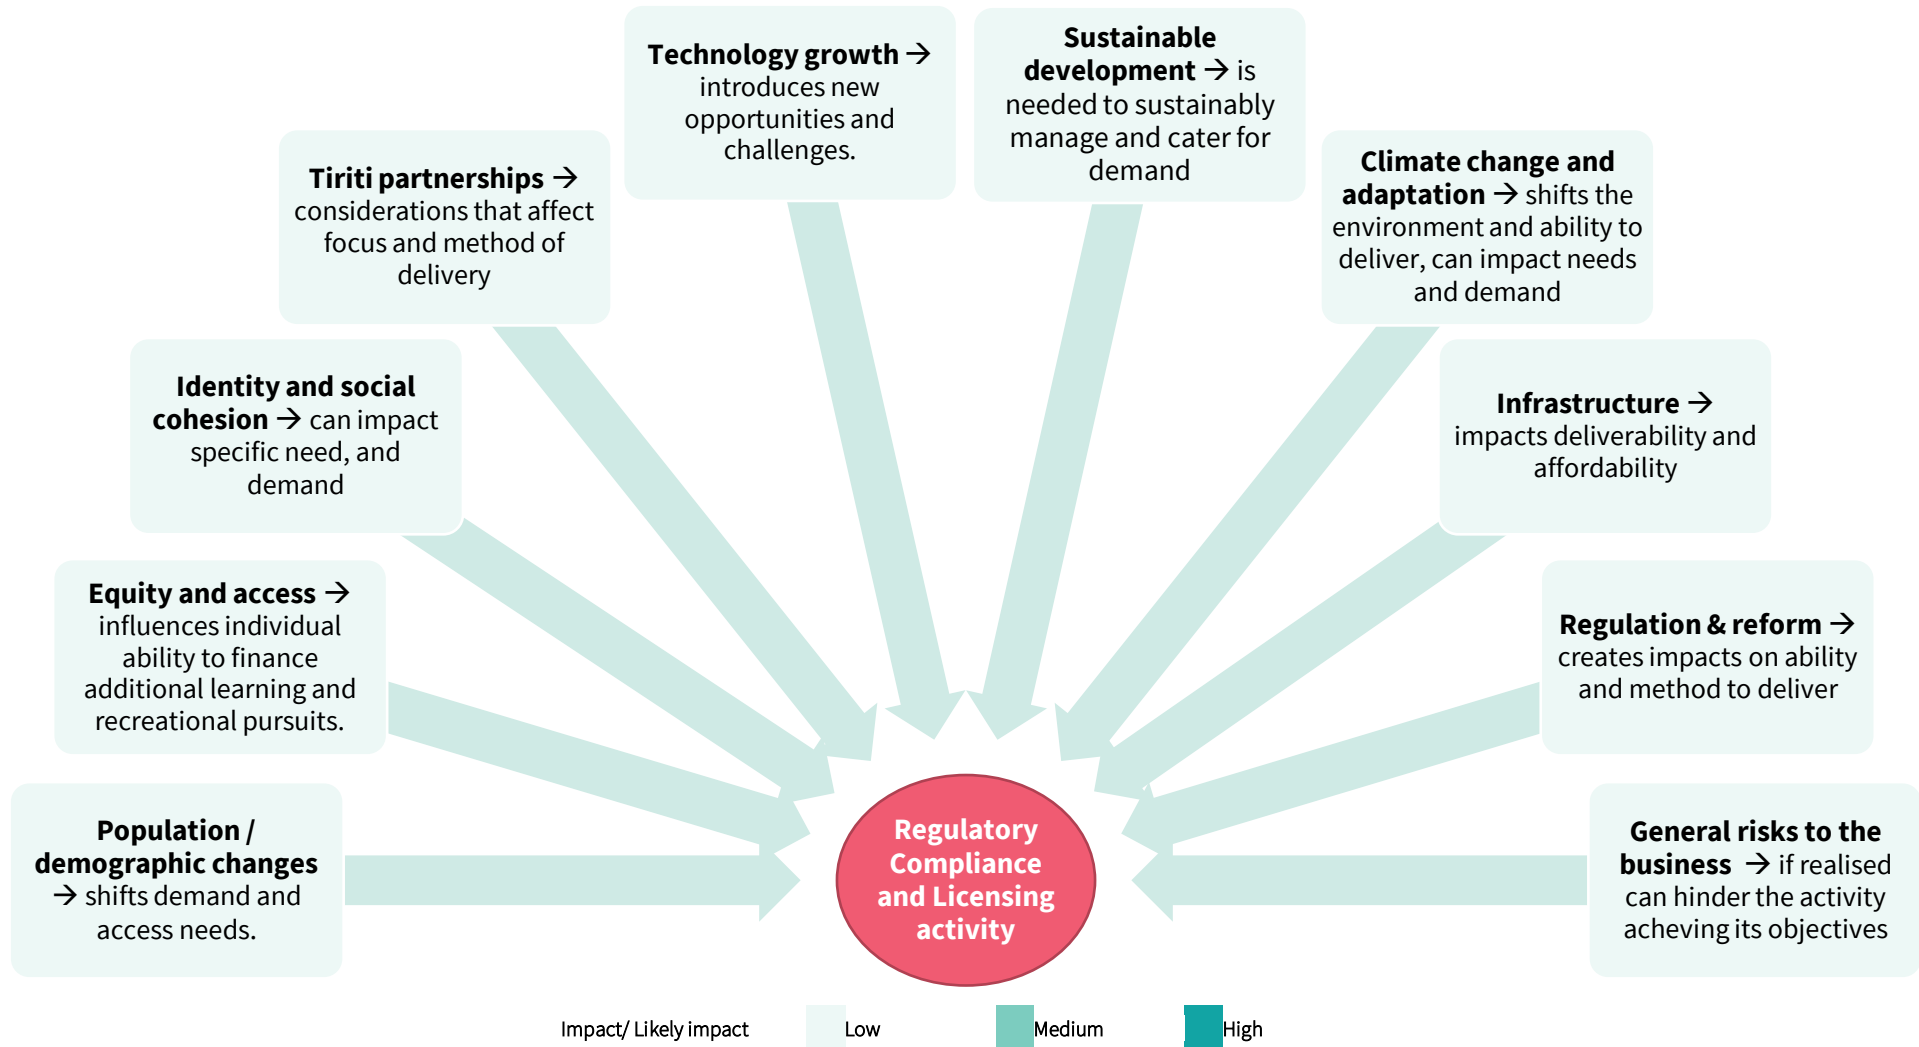 Technology growth →
introduces new
opportunities and
challenges.
Sustainable
development → is
needed to sustainably
manage and cater for
demand
Tiriti partnerships →
considerations that affect
focus and method of
delivery
Climate change and
adaptation → shifts the
environment and ability to
deliver, can impact needs
and demand
Identity and social
cohesion → can impact
specific need, and
demand
Infrastructure →
impacts deliverability and
affordability
Equity and access →
influences individual
ability to finance
additional learning and
recreational pursuits.
Regulation & reform →
creates impacts on ability
and method to deliver
Population /
demographic changes
→ shifts demand and
access needs.
Regulatory
Compliance
and Licensing
activity
General risks to the
business → if realised
can hinder the activity
acheving its objectives
Impact/ Likely impact
Low
Medium
High